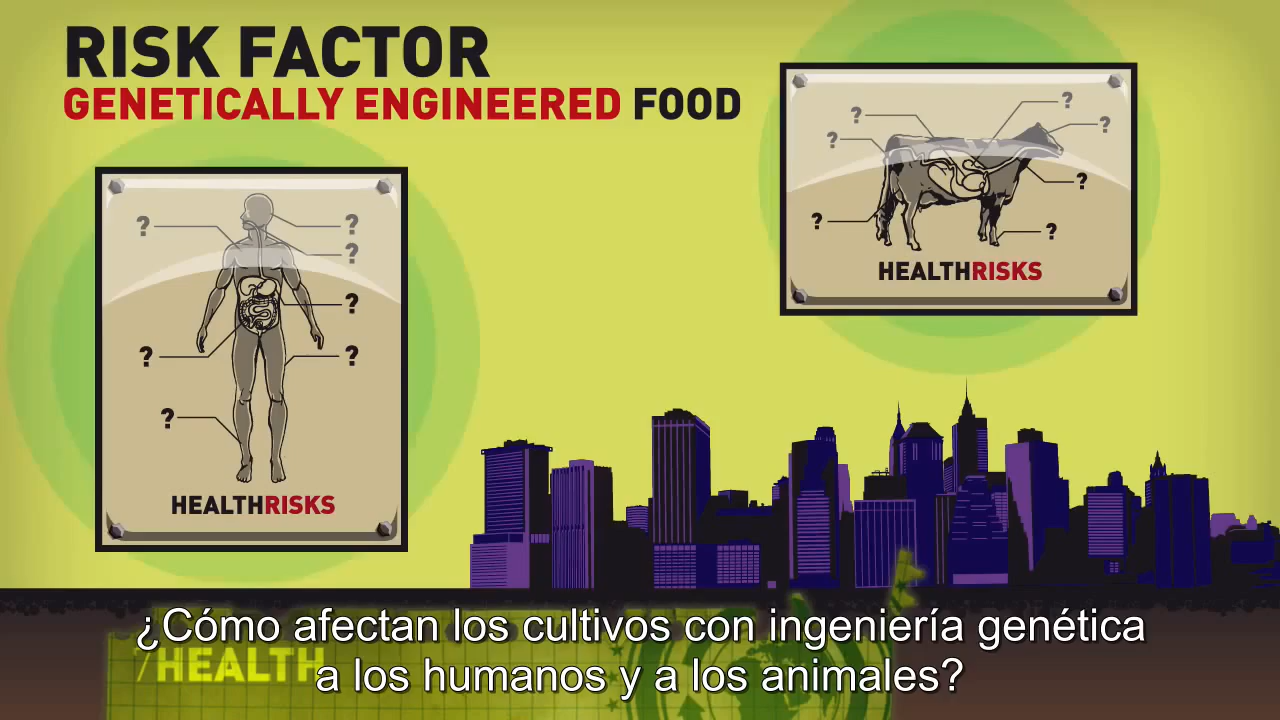 RISK FACTOR
GENETICALLY ENGINEERED FOOD
?
?
?
?
?
?
?
HEALTHRISKS
?
?
?
?
?
?
?
HEALTHRISKS
/HEALTH
¿Cómo afectan los cultivos con ingeniería genética
a los humanos y a los animales?